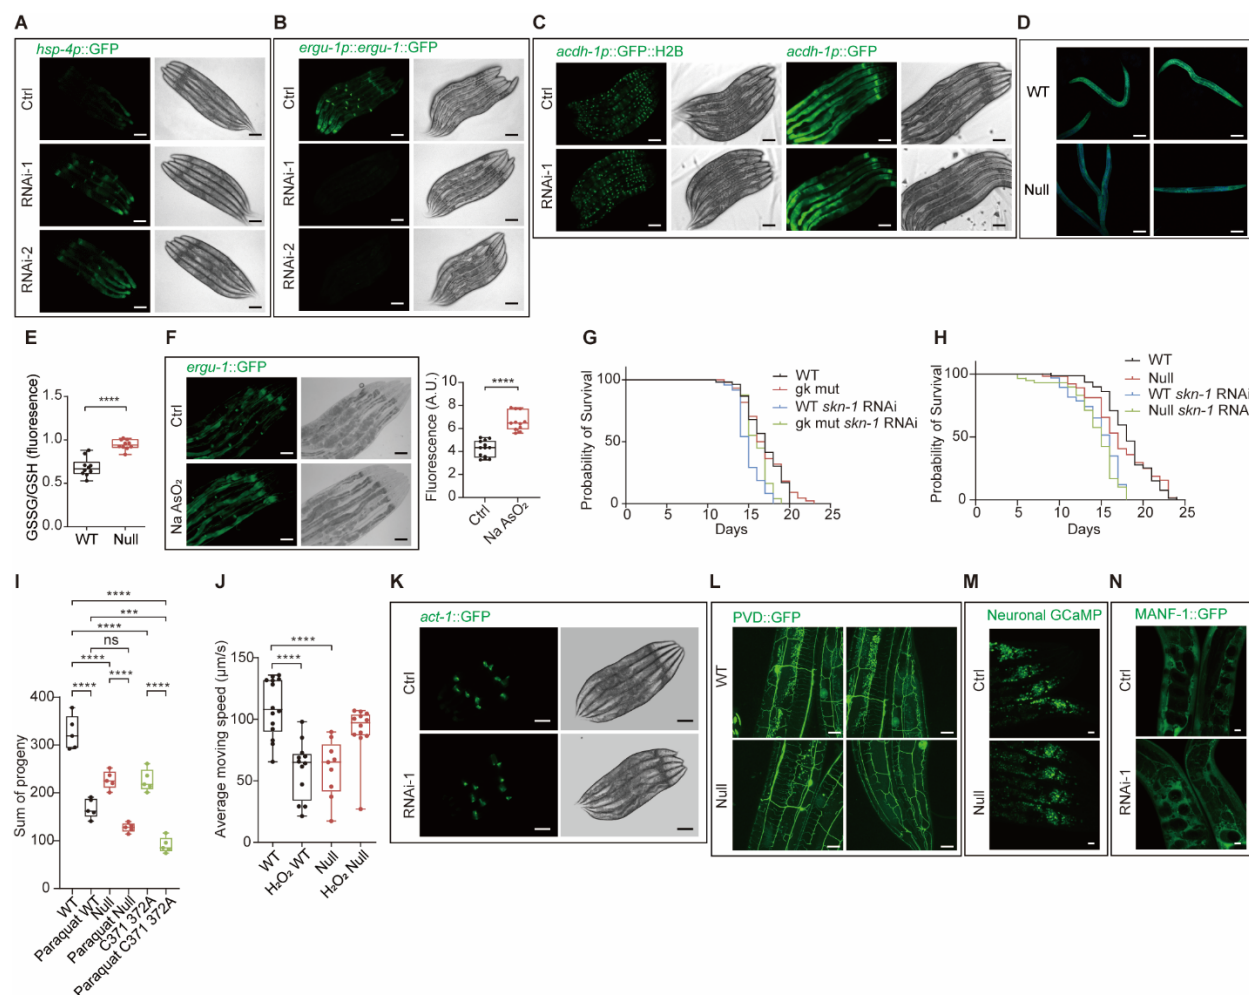 A
hsp-4p::GFP
Ctrl
RNAi-1
RNAi-2
B
ergu-1p::ergu-1::GFP
C
acdh-1p::GFP::H2B
acdh-1p::GFP
Ctrl
RNAi-1
D
WT
Null
E
GSSG/GSH (fluoresence)
1.5
1.0
0.5
0.0
****
WT
Null
F
ergu-1::GFP
Ctrl
Na AsO₂
Fluorescence (A.U.)
10
8
6
4
2
0
****
Ctrl
Na AsO₂
G
Probability of Survival
100
50
0
0 5 10 15 20 25
Days
WT
gk mut
WT skn-1 RNAi
gk mut skn-1 RNAi
H
Probability of Survival
100
50
0
0 5 10 15 20 25
Days
WT
Null
WT skn-1 RNAi
Null skn-1 RNAi
I
****
***
****
ns
****
**** **** ****
Sum of progeny
400
300
200
100
0
WT
Paraquat WT
Null
Paraquat Null
C371 372A
Paraquat C371 372A
J
Average moving speed (µm/s)
150
100
50
0
****
****
WT
H₂O₂ WT
Null
H₂O₂ Null
K
act-1::GFP
Ctrl
RNAi-1
L
PVD::GFP
WT
Null
M
Neuronal GCaMP
Ctrl
Null
N
MANF-1::GFP
Ctrl
RNAi-1